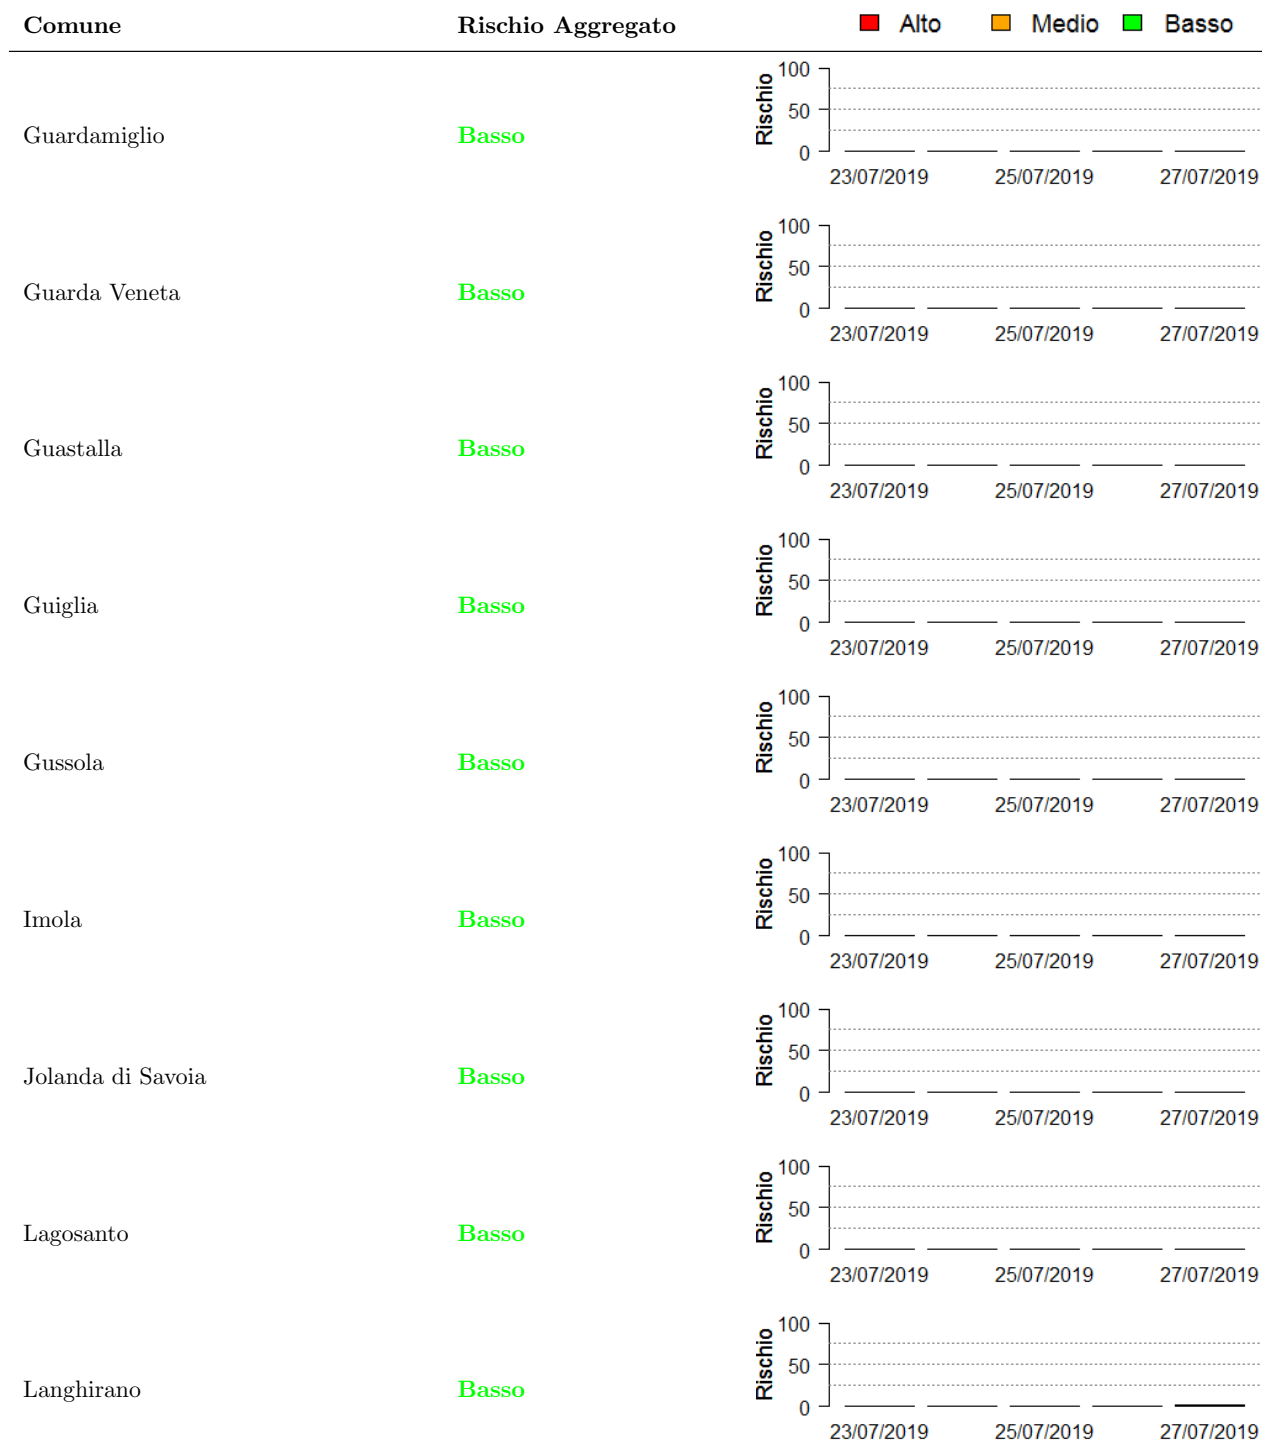 Comune Rischio Aggregato Alto Medio Basso
100
50
0
Rischio
Guardamiglio Basso
23/07/2019 25/07/2019 27/07/2019
100
50
0
Rischio
Guarda Veneta Basso
23/07/2019 25/07/2019 27/07/2019
100
50
0
Rischio
Guastalla Basso
23/07/2019 25/07/2019 27/07/2019
100
50
0
Rischio
Guiglia Basso
23/07/2019 25/07/2019 27/07/2019
100
50
0
Rischio
Gussola Basso
23/07/2019 25/07/2019 27/07/2019
100
50
0
Rischio
Imola Basso
23/07/2019 25/07/2019 27/07/2019
100
50
0
Rischio
Jolanda di Savoia Basso
23/07/2019 25/07/2019 27/07/2019
100
50
0
Rischio
Lagosanto Basso
23/07/2019 25/07/2019 27/07/2019
100
50
0
Rischio
Langhirano Basso
23/07/2019 25/07/2019 27/07/2019